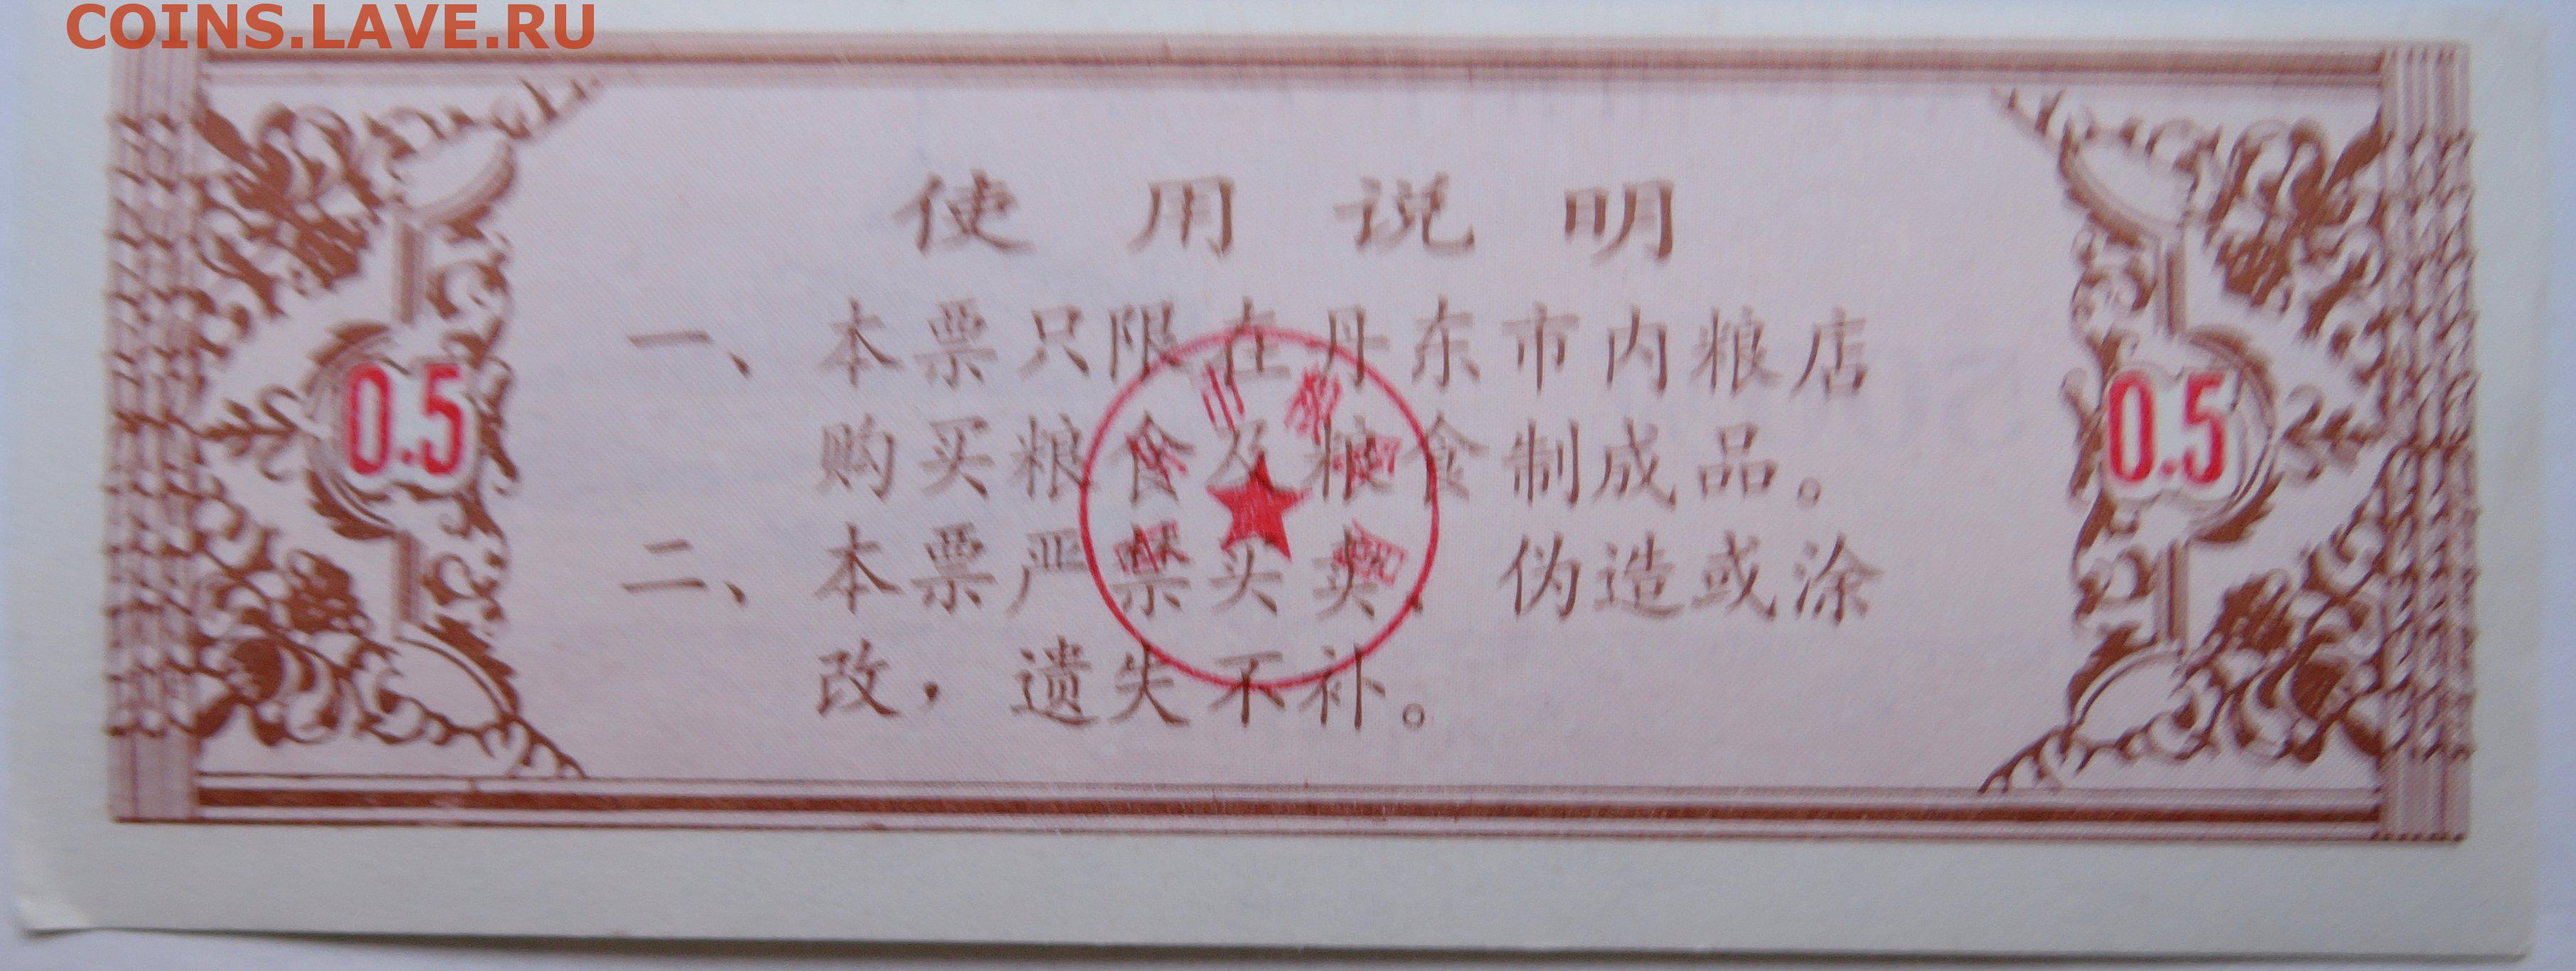 COINS.LAVE.RU
使用说明
一、本票只限在丹东市内粮店
购买粮食及粮食制成品。
二、本票严禁买卖，伪造或涂
改，遗失不补。
0.5
0.5